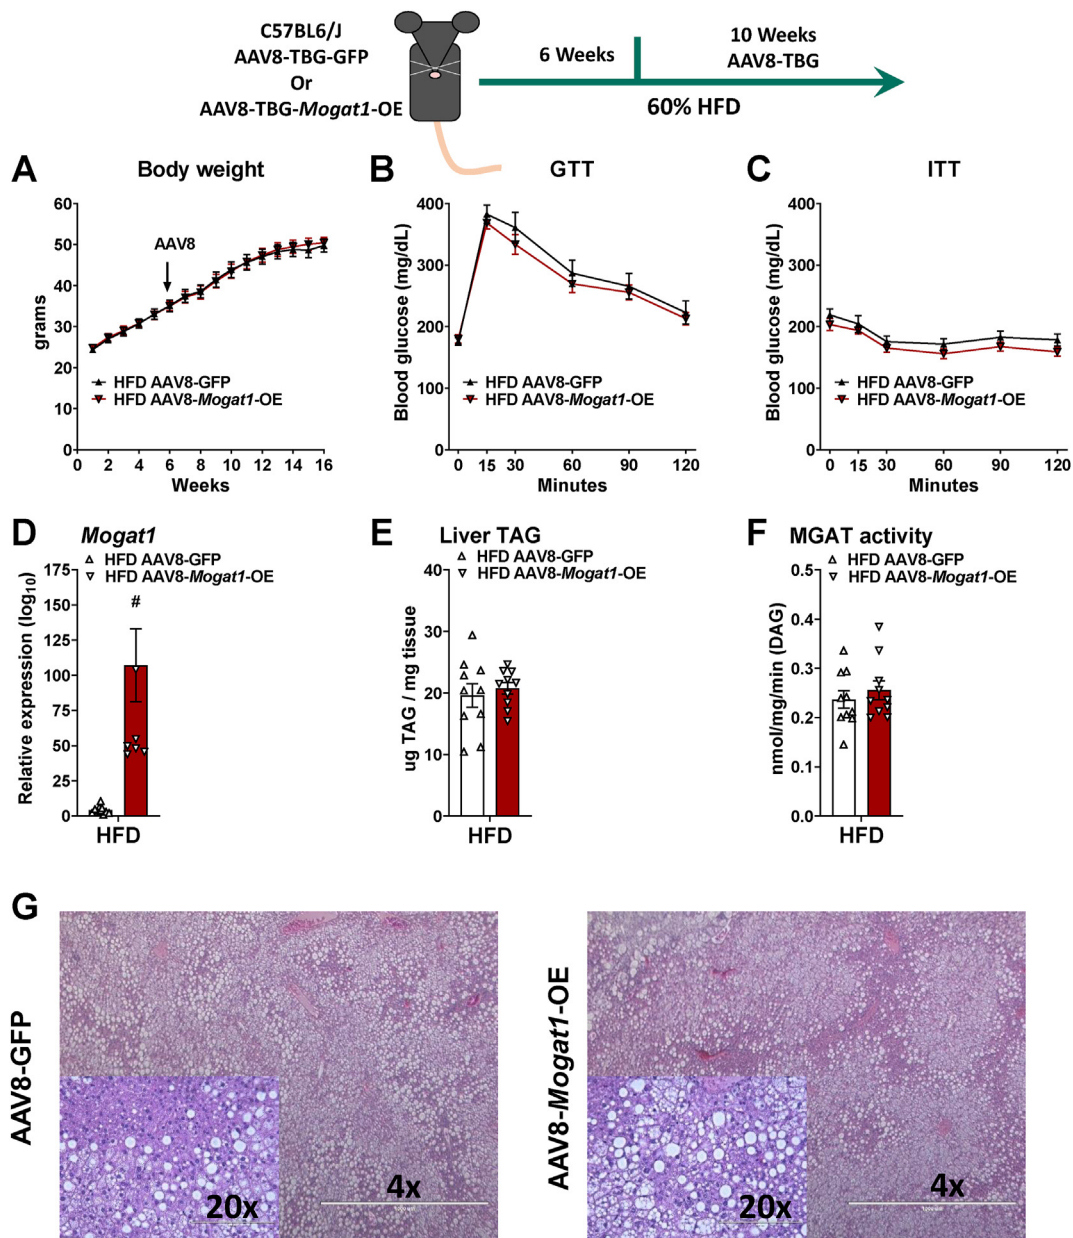 C57BL6/J
AAV8-TBG-GFP
Or
AAV8-TBG-Mogat1-OE
6 Weeks
10 Weeks
AAV8-TBG
60% HFD
A
Body weight
60
50
40
30
20
10
0
grams
AAV8
HFD AAV8-GFP
HFD AAV8-Mogat1-OE
0 2 4 6 8 10 12 14 16
Weeks
B
GTT
400
300
200
100
0
Blood glucose (mg/dL)
HFD AAV8-GFP
HFD AAV8-Mogat1-OE
0 15 30 60 90 120
Minutes
C
ITT
400
300
200
100
0
Blood glucose (mg/dL)
HFD AAV8-GFP
HFD AAV8-Mogat1-OE
0 15 30 60 90 120
Minutes
D
Mogat1
HFD AAV8-GFP
HFD AAV8-Mogat1-OE
175
150
125
100
75
50
25
0
Relative expression (log10)
#
HFD
E
Liver TAG
HFD AAV8-GFP
HFD AAV8-Mogat1-OE
40
30
20
10
0
ug TAG / mg tissue
HFD
F
MGAT activity
HFD AAV8-GFP
HFD AAV8-Mogat1-OE
0.5
0.4
0.3
0.2
0.1
0.0
nmol/mg/min (DAG)
HFD
G
AAV8-GFP
20x
4x
AAV8-Mogat1-OE
20x
4x